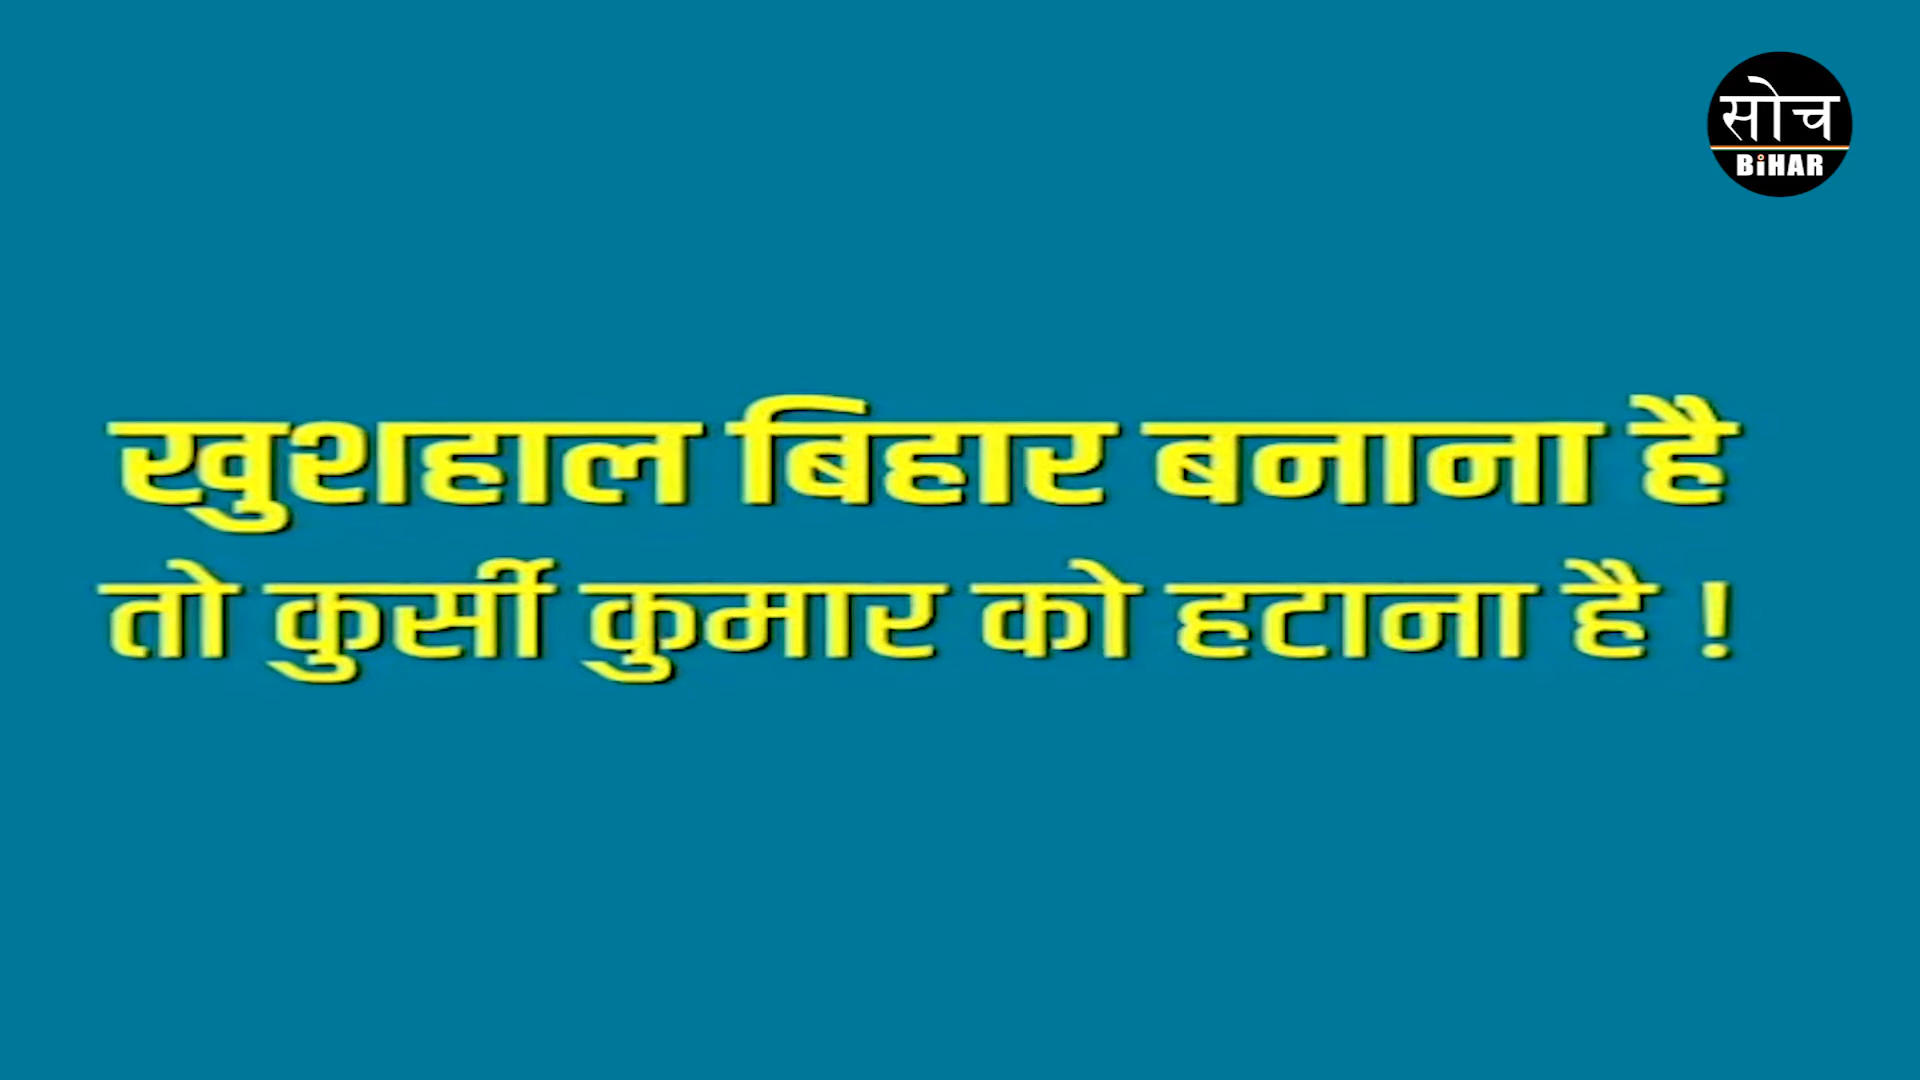 सोच
BiHAR
खुशहाल बिहार बनाना है
तो कुर्सी कुमार को हटाना है !